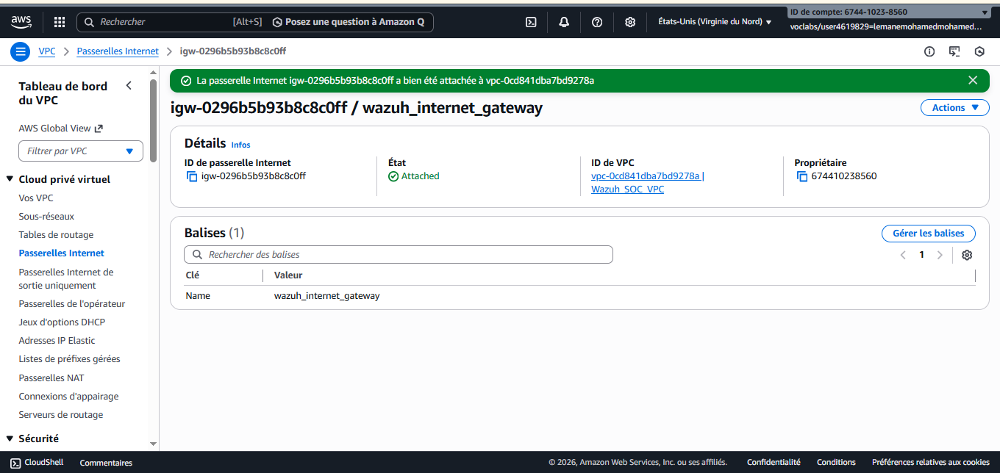 aws
Rechercher [Alt+S] Posez une question à Amazon Q
États-Unis (Virginie du Nord)
ID de compte: 6744-1023-8560
voclabs/user4619829=lemanemohamedmohamed...
VPC > Passerelles Internet > igw-0296b5b93b8c8c0ff
Tableau de bord
du VPC
AWS Global View
Filtrer par VPC
Cloud privé virtuel
Vos VPC
Sous-réseaux
Tables de routage
Passerelles Internet
Passerelles Internet de
sortie uniquement
Passerelles de l'opérateur
Jeux d'options DHCP
Adresses IP Elastic
Listes de préfixes gérées
Passerelles NAT
Connexions d'appairage
Serveurs de routage
Sécurité
La passerelle Internet igw-0296b5b93b8c8c0ff a bien été attachée à vpc-0cd841dba7bd9278a
igw-0296b5b93b8c8c0ff / wazuh_internet_gateway
Actions
Détails Infos
ID de passerelle Internet
igw-0296b5b93b8c8c0ff
État
Attached
ID de VPC
vpc-0cd841dba7bd9278a |
Wazuh_SOC_VPC
Propriétaire
674410238560
Balises (1)
Gérer les balises
Rechercher des balises
1
Clé Valeur
Name wazuh_internet_gateway
CloudShell Commentaires © 2026, Amazon Web Services, Inc. ou ses affiliés. Confidentialité Conditions Préférences relatives aux cookies